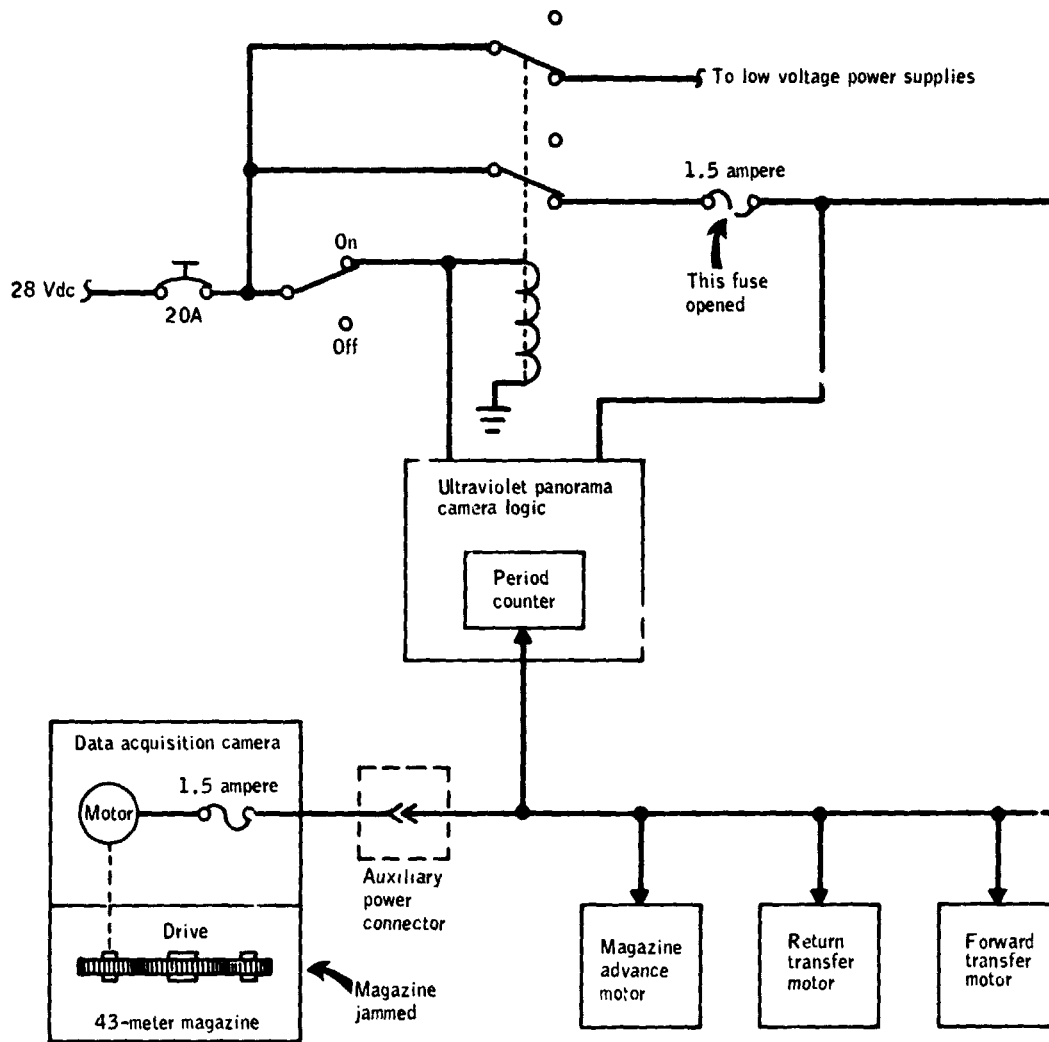 To low voltage power supplies
1.5 ampere
On
This fuse
opened
28 Vdc
20A
Off
Ultraviolet panorama
camera logic
Period
counter
Data acquisition camera
1.5 ampere
Motor
Auxiliary
power
connector
Drive
Magazine
jammed
43-meter magazine
Magazine
advance
motor
Return
transfer
motor
Forward
transfer
motor